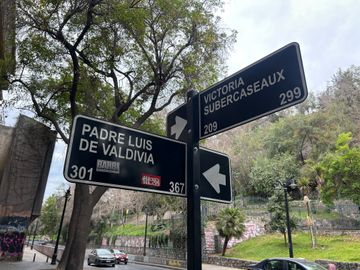 VICTORIA
SUBERCASEAUX
209 299
PADRE LUIS
DE VALDIVIA
301 367